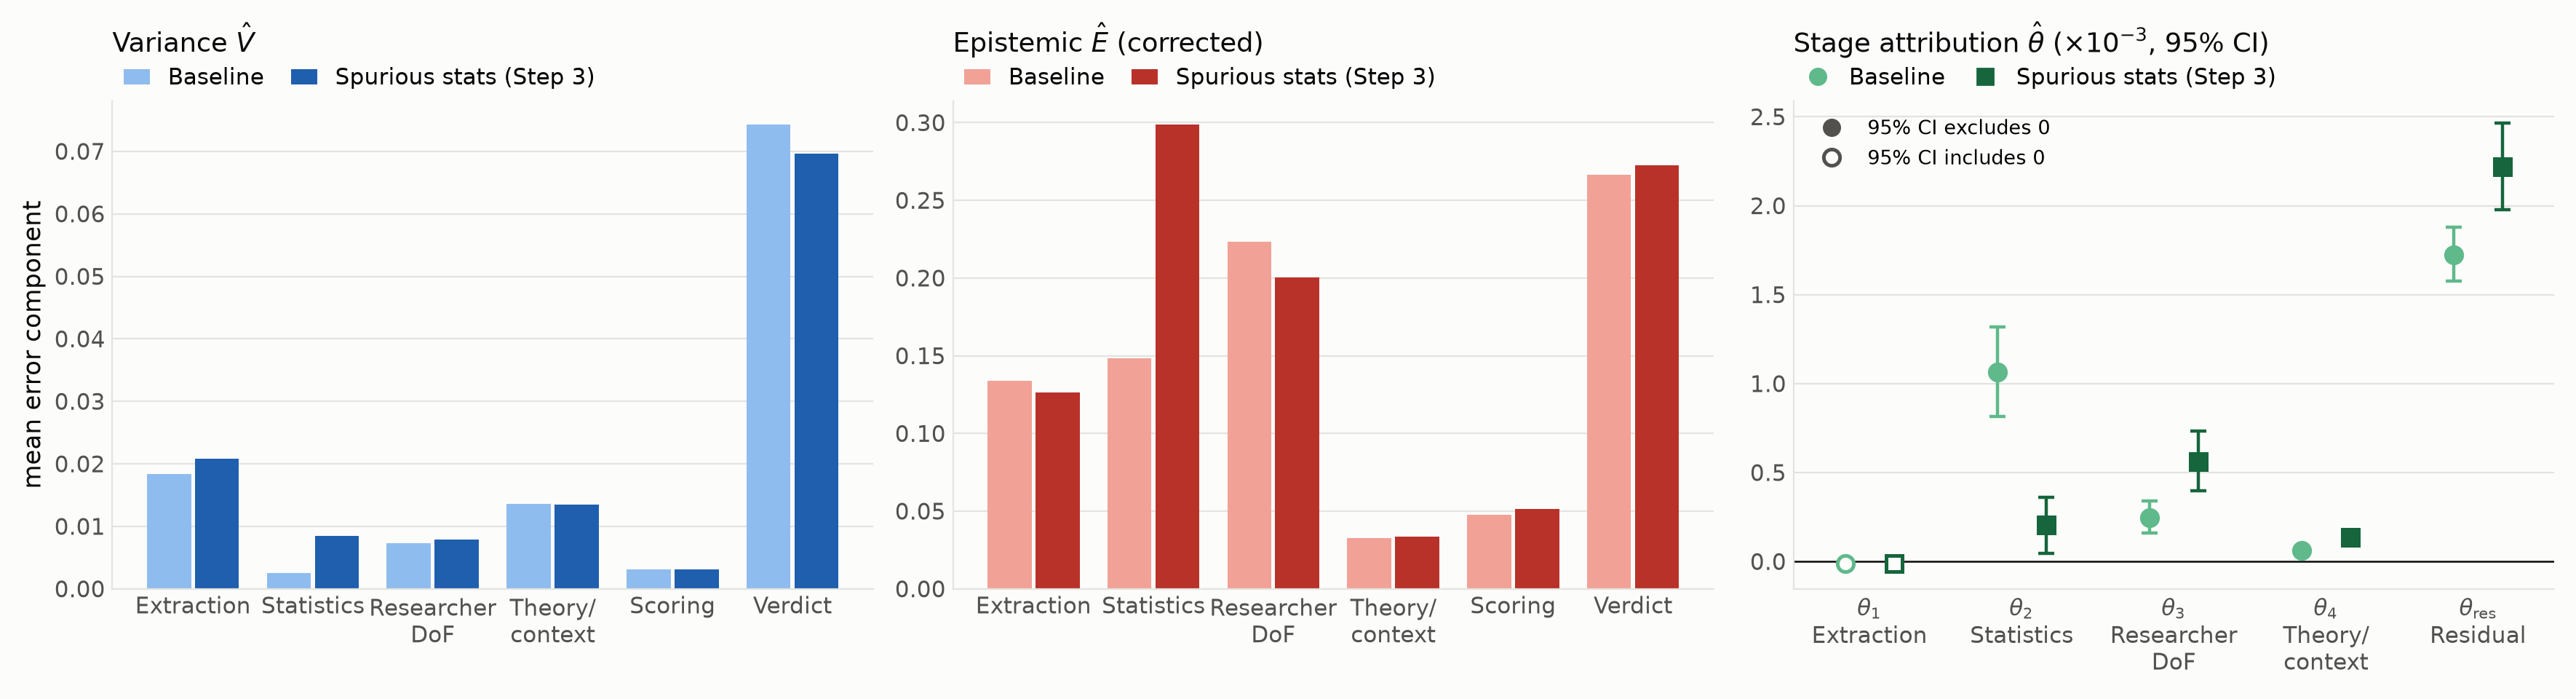 Variance V̂
Baseline Spurious stats (Step 3)
mean error component
0.07
0.06
0.05
0.04
0.03
0.02
0.01
0.00
Extraction Statistics Researcher DoF Theory/ context Scoring Verdict
Epistemic Ê (corrected)
Baseline Spurious stats (Step 3)
0.30
0.25
0.20
0.15
0.10
0.05
0.00
Extraction Statistics Researcher DoF Theory/ context Scoring Verdict
Stage attribution θ̂ (×10⁻³, 95% CI)
Baseline Spurious stats (Step 3)
95% CI excludes 0
95% CI includes 0
2.5
2.0
1.5
1.0
0.5
0.0
θ₁ θ₂ θ₃ θ₄ θres
Extraction Statistics Researcher DoF Theory/ context Residual